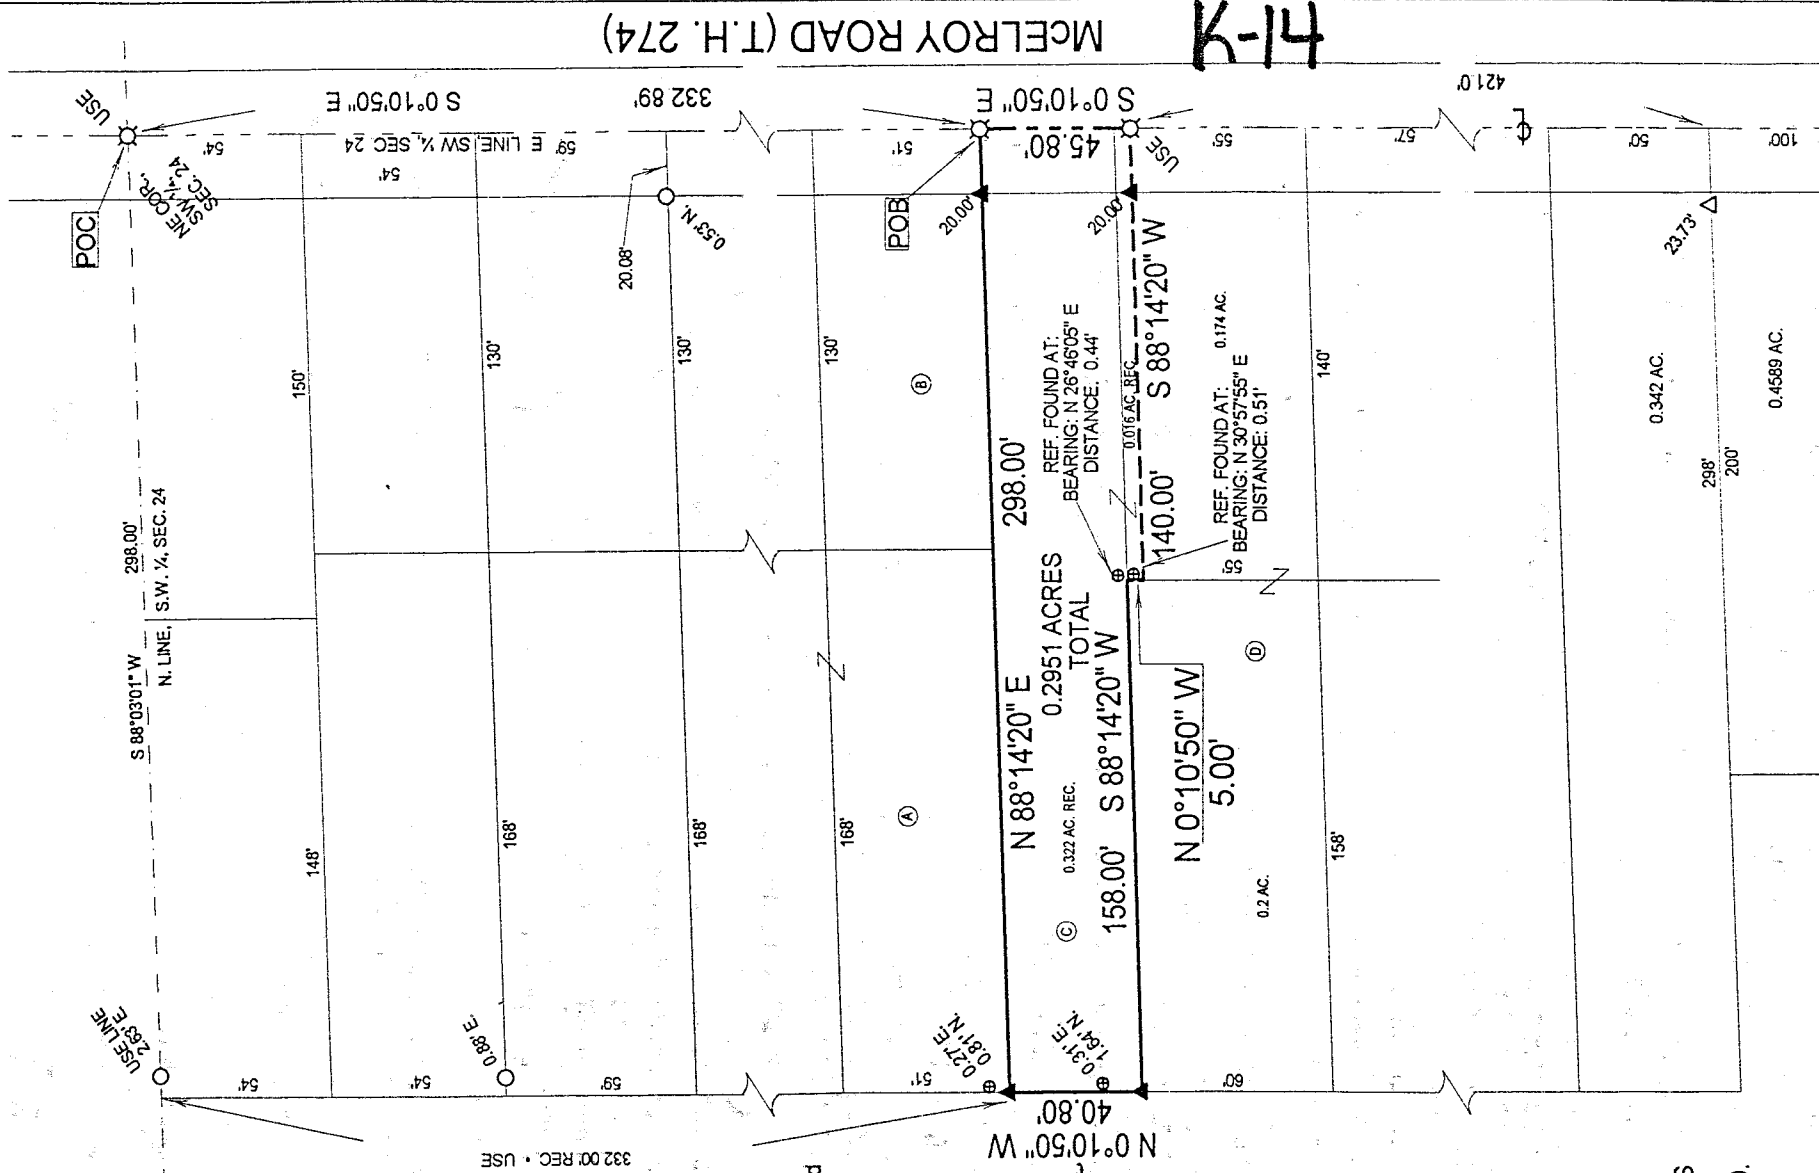 McELROY ROAD (T.H. 274)
K-14
USE
S 0°10'50" E
332.89'
S 0°10'50" E
421.0'
54'
59'
E LINE, SW ¼, SEC 24
54'
51'
45.80'
USE
55'
57'
50'
100'
POC
NE COR.,
SW ¼,
SEC. 24
20.08'
0.53' N.
POB
20.00'
20.00'
23.73'
150'
130'
130'
130'
B
REF. FOUND AT:
BEARING: N 26°46'05" E
DISTANCE: 0.44'
0.016 AC. REC.
S 88°14'20" W
140.00'
REF. FOUND AT:
BEARING: N 30°57'55" E
DISTANCE: 0.51'
0.174 AC.
140'
0.342 AC.
0.4589 AC.
298'
200'
S 88°03'01" W
298.00'
N. LINE, S.W. ¼, SEC. 24
N 88°14'20" E
298.00'
0.2951 ACRES
TOTAL
55'
148'
168'
168'
168'
A
0.322 AC. REC.
C
158.00'
S 88°14'20" W
N 0°10'50" W
5.00'
D
0.2 AC.
158'
USE LINE
2.63' E.
0.88' E.
0.27' E.
0.81' N.
0.31' E.
1.64' N.
54'
54'
59'
51'
60'
40.80'
N 0°10'50" W
332.00' REC. • USE